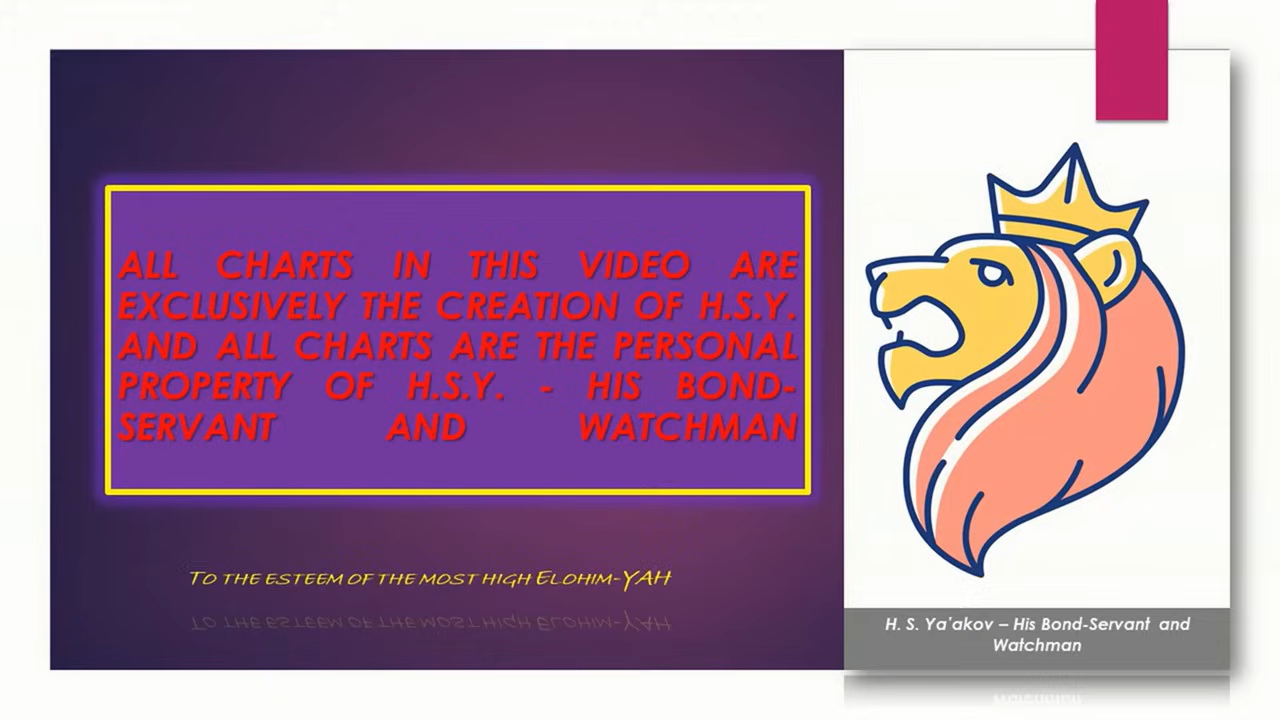 ALL CHARTS IN THIS VIDEO ARE
EXCLUSIVELY THE CREATION OF H.S.Y.
AND ALL CHARTS ARE THE PERSONAL
PROPERTY OF H.S.Y. - HIS BOND-
SERVANT AND WATCHMAN
TO THE ESTEEM OF THE MOST HIGH ELOHIM-YAH
H. S. Ya'akov – His Bond-Servant and
Watchman